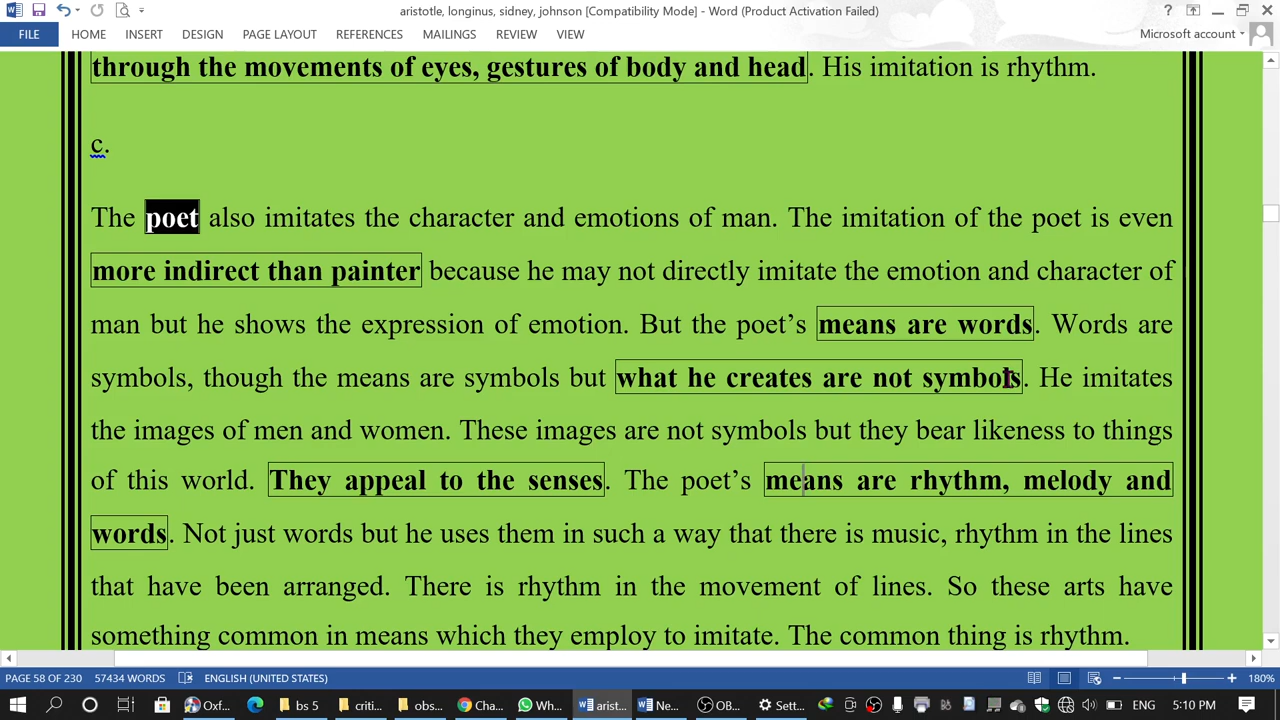 aristotle, longinus, sidney, johnson [Compatibility Mode] - Word (Product Activation Failed)
FILE HOME INSERT DESIGN PAGE LAYOUT REFERENCES MAILINGS REVIEW VIEW Microsoft account
through the movements of eyes, gestures of body and head. His imitation is rhythm.
c.
The poet also imitates the character and emotions of man. The imitation of the poet is even
more indirect than painter because he may not directly imitate the emotion and character of
man but he shows the expression of emotion. But the poet’s means are words. Words are
symbols, though the means are symbols but what he creates are not symbols. He imitates
the images of men and women. These images are not symbols but they bear likeness to things
of this world. They appeal to the senses. The poet’s means are rhythm, melody and
words. Not just words but he uses them in such a way that there is music, rhythm in the lines
that have been arranged. There is rhythm in the movement of lines. So these arts have
something common in means which they employ to imitate. The common thing is rhythm.
PAGE 58 OF 230 57434 WORDS ENGLISH (UNITED STATES) 180%
Oxf... bs 5 criti... obs... Cha... Wh... arist... Ne... OB... Sett... ENG 5:10 PM